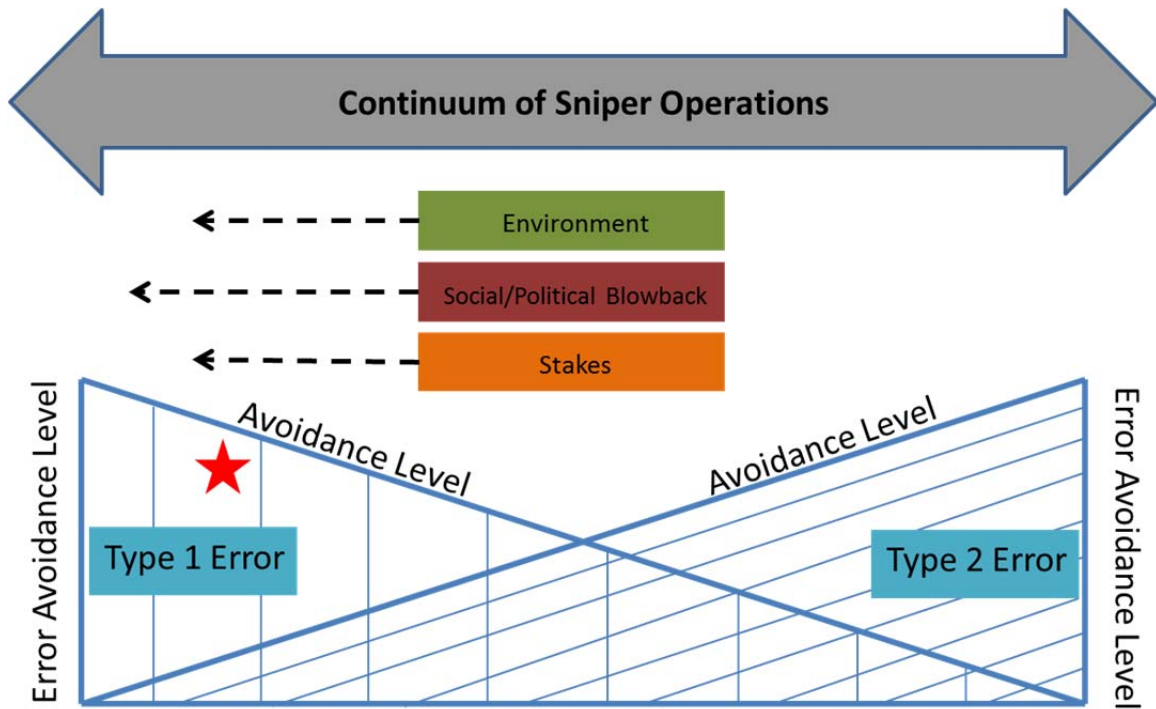 Continuum of Sniper Operations
Environment
Social/Political Blowback
Stakes
Error Avoidance Level
Avoidance Level
Avoidance Level
Error Avoidance Level
Type 1 Error
Type 2 Error